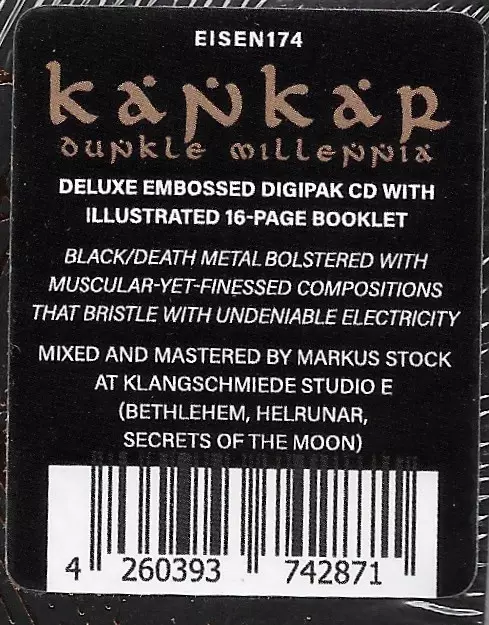 EISEN174
KANKAR
DUNKLE MILLENNIA
DELUXE EMBOSSED DIGIPAK CD WITH
ILLUSTRATED 16-PAGE BOOKLET
BLACK/DEATH METAL BOLSTERED WITH
MUSCULAR-YET-FINESSED COMPOSITIONS
THAT BRISTLE WITH UNDENIABLE ELECTRICITY
MIXED AND MASTERED BY MARKUS STOCK
AT KLANGSCHMIEDE STUDIO E
(BETHLEHEM, HELRUNAR,
SECRETS OF THE MOON)
4 260393 742871